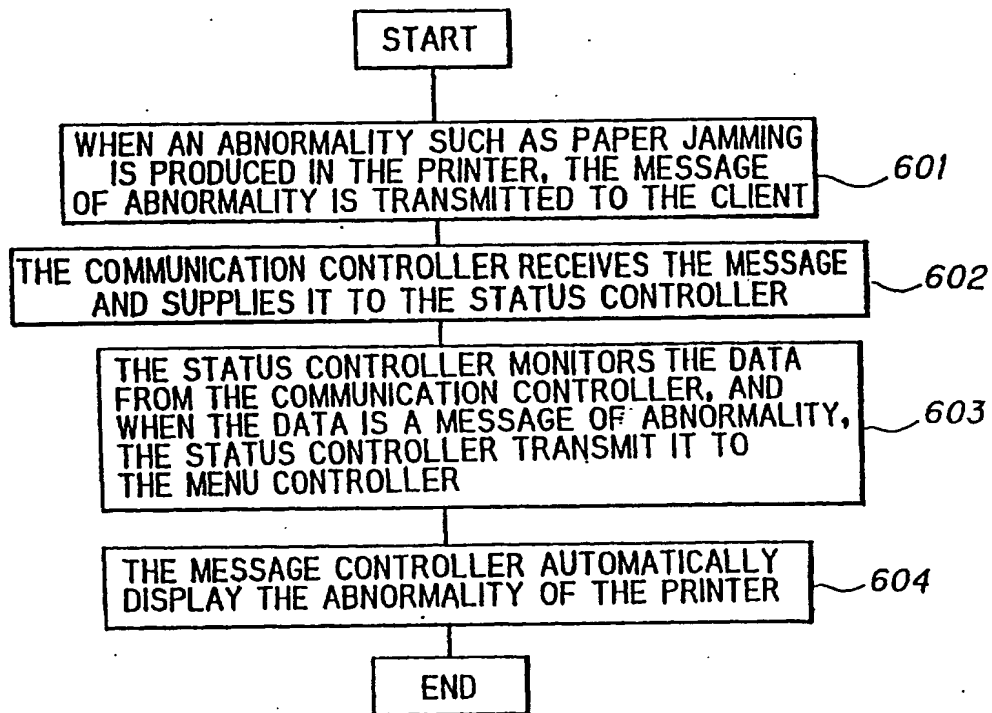 START
WHEN AN ABNORMALITY SUCH AS PAPER JAMMING
IS PRODUCED IN THE PRINTER, THE MESSAGE
OF ABNORMALITY IS TRANSMITTED TO THE CLIENT
601
THE COMMUNICATION CONTROLLER RECEIVES THE MESSAGE
AND SUPPLIES IT TO THE STATUS CONTROLLER
602
THE STATUS CONTROLLER MONITORS THE DATA
FROM THE COMMUNICATION CONTROLLER, AND
WHEN THE DATA IS A MESSAGE OF ABNORMALITY,
THE STATUS CONTROLLER TRANSMIT IT TO
THE MENU CONTROLLER
603
THE MESSAGE CONTROLLER AUTOMATICALLY
DISPLAY THE ABNORMALITY OF THE PRINTER
604
END